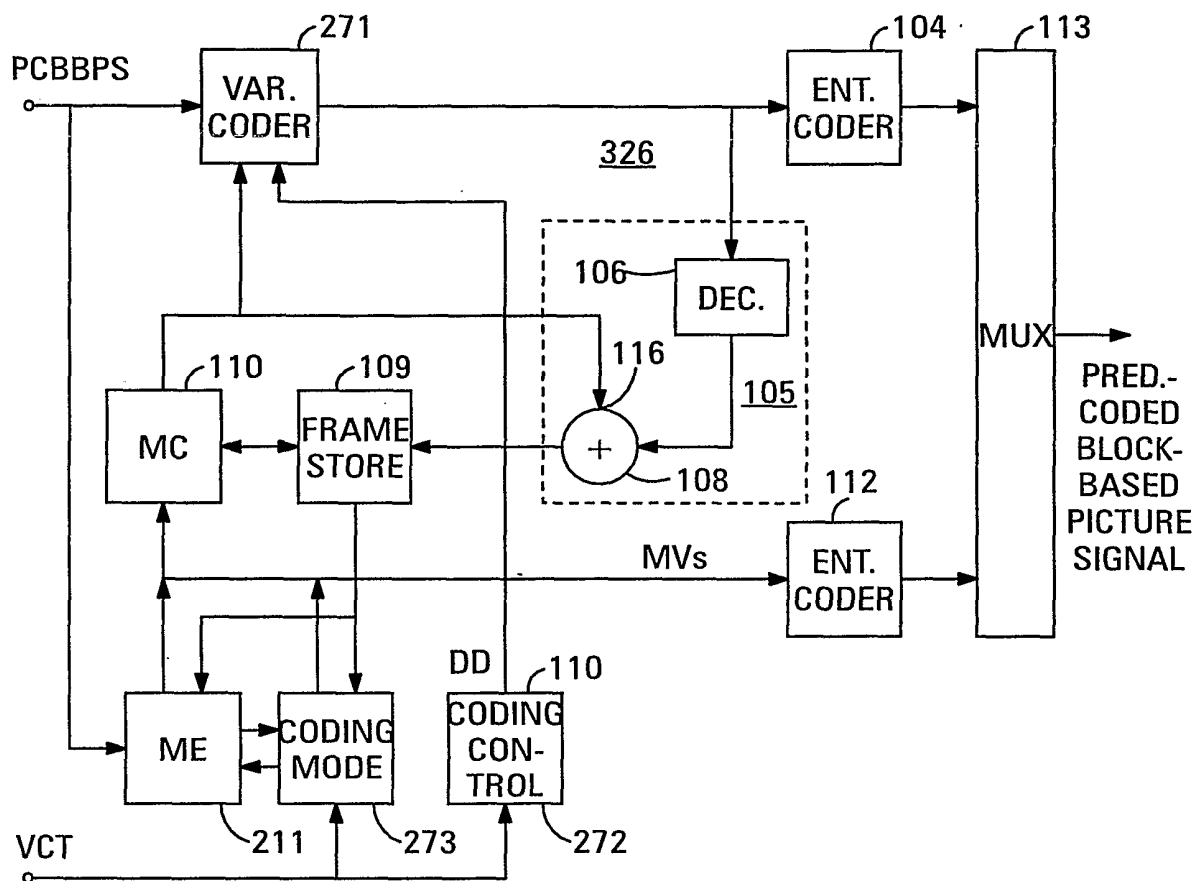 271
104
113
PCBBPS
VAR.
CODER
ENT.
CODER
326
106
DEC.
116
105
MUX
110
109
MC
FRAME
STORE
+
108
PRED.-
CODED
BLOCK-
BASED
PICTURE
SIGNAL
112
MVs
ENT.
CODER
DD
110
ME
CODING
MODE
CODING
CON-
TROL
211
273
272
VCT